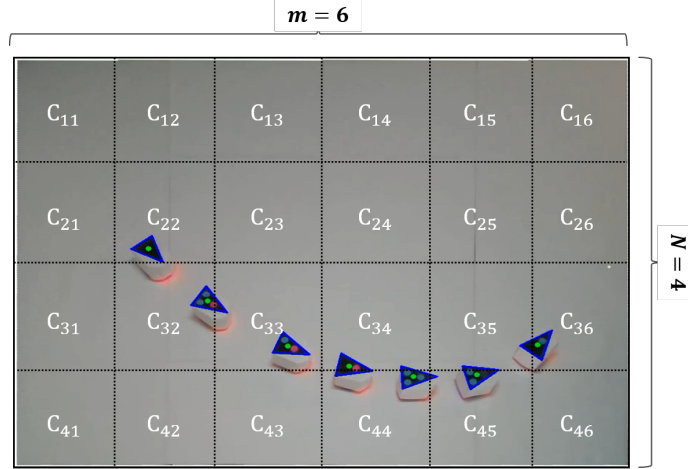 m = 6
C₁₁ C₁₂ C₁₃ C₁₄ C₁₅ C₁₆
C₂₁ C₂₂ C₂₃ C₂₄ C₂₅ C₂₆
N = 4
C₃₁ C₃₂ C₃₃ C₃₄ C₃₅ C₃₆
C₄₁ C₄₂ C₄₃ C₄₄ C₄₅ C₄₆